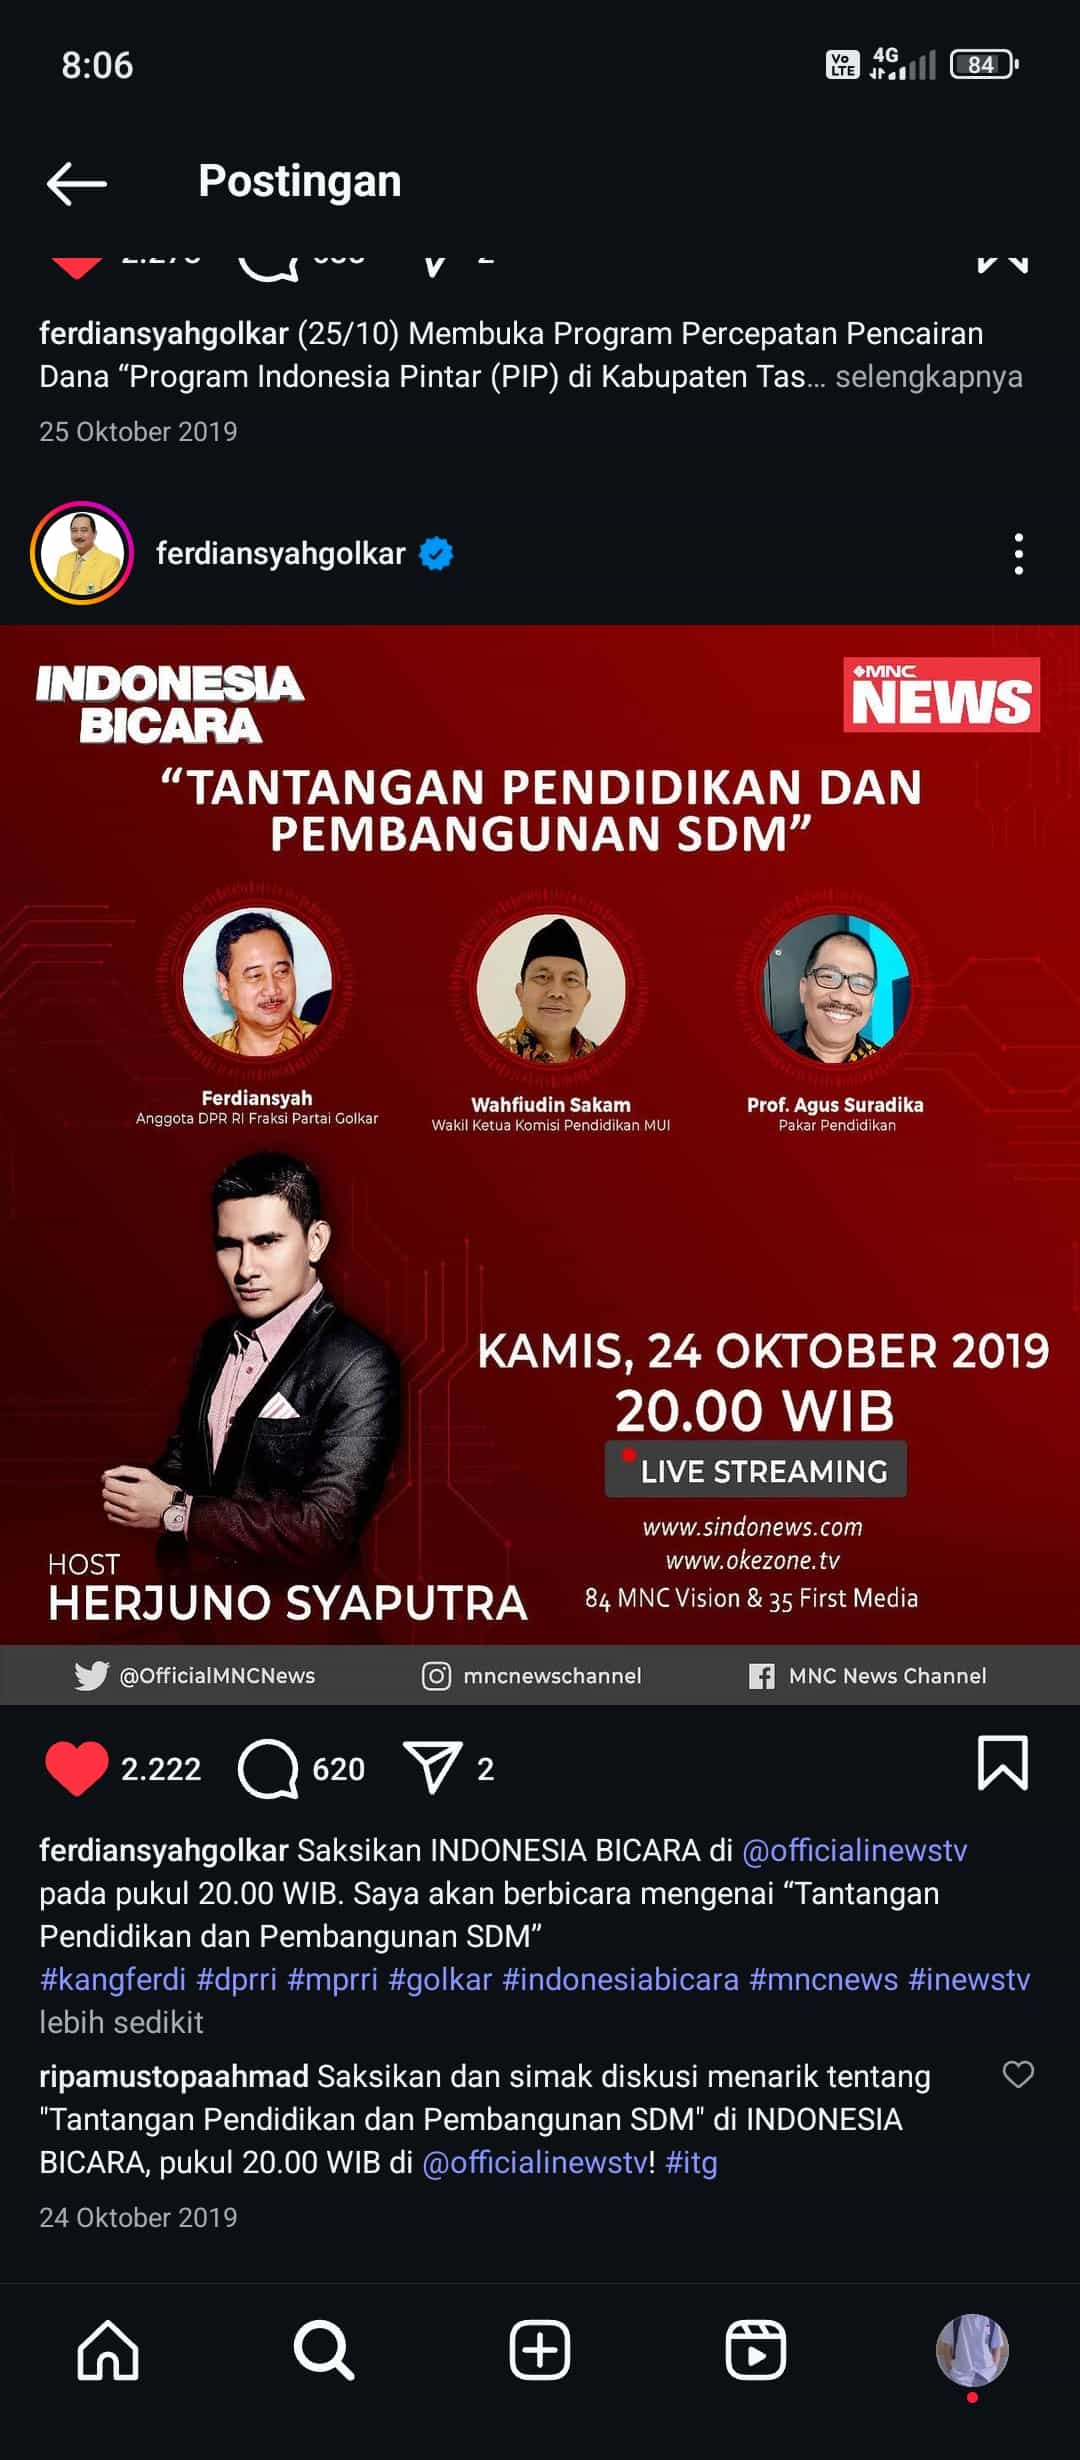 8:06
Vo
LTE
4G
84
Postingan
2
ferdiansyahgolkar (25/10) Membuka Program Percepatan Pencairan
Dana “Program Indonesia Pintar (PIP) di Kabupaten Tas... selengkapnya
25 Oktober 2019
ferdiansyahgolkar
INDONESIA
BICARA
MNC
NEWS
“TANTANGAN PENDIDIKAN DAN
PEMBANGUNAN SDM”
Ferdiansyah
Anggota DPR RI Fraksi Partai Golkar
Wahfiudin Sakam
Wakil Ketua Komisi Pendidikan MUI
Prof. Agus Suradika
Pakar Pendidikan
KAMIS, 24 OKTOBER 2019
20.00 WIB
LIVE STREAMING
www.sindonews.com
www.okezone.tv
84 MNC Vision & 35 First Media
HOST
HERJUNO SYAPUTRA
@OfficialMNCNews
mncnewschannel
MNC News Channel
2.222
620
2
ferdiansyahgolkar Saksikan INDONESIA BICARA di @officialinewstv
pada pukul 20.00 WIB. Saya akan berbicara mengenai “Tantangan
Pendidikan dan Pembangunan SDM”
#kangferdi #dprri #mprri #golkar #indonesiabicara #mncnews #inewstv
lebih sedikit
ripamustopaahmad Saksikan dan simak diskusi menarik tentang
"Tantangan Pendidikan dan Pembangunan SDM" di INDONESIA
BICARA, pukul 20.00 WIB di @officialinewstv! #itg
24 Oktober 2019